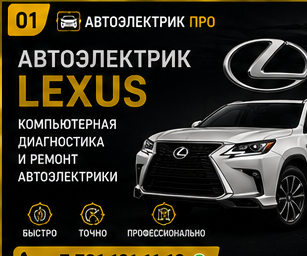 01
АВТОЭЛЕКТРИК ПРО
АВТОЭЛЕКТРИК
LEXUS
КОМПЬЮТЕРНАЯ
ДИАГНОСТИКА
И РЕМОНТ
АВТОЭЛЕКТРИКИ
БЫСТРО
ТОЧНО
ПРОФЕССИОНАЛЬНО